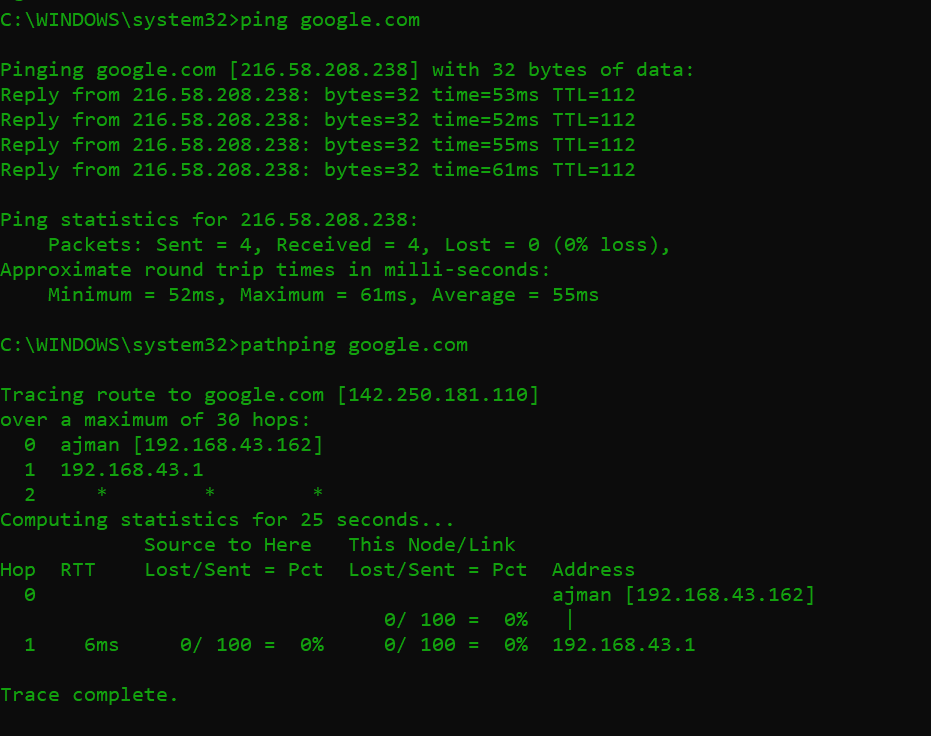 C:\WINDOWS\system32>ping google.com
Pinging google.com [216.58.208.238] with 32 bytes of data:
Reply from 216.58.208.238: bytes=32 time=53ms TTL=112
Reply from 216.58.208.238: bytes=32 time=52ms TTL=112
Reply from 216.58.208.238: bytes=32 time=55ms TTL=112
Reply from 216.58.208.238: bytes=32 time=61ms TTL=112
Ping statistics for 216.58.208.238:
    Packets: Sent = 4, Received = 4, Lost = 0 (0% loss),
Approximate round trip times in milli-seconds:
    Minimum = 52ms, Maximum = 61ms, Average = 55ms
C:\WINDOWS\system32>pathping google.com
Tracing route to google.com [142.250.181.110]
over a maximum of 30 hops:
  0  ajman [192.168.43.162]
  1  192.168.43.1
  2     *        *        *
Computing statistics for 25 seconds...
            Source to Here   This Node/Link
Hop  RTT    Lost/Sent = Pct  Lost/Sent = Pct  Address
  0                                           ajman [192.168.43.162]
                                0/ 100 =  0%   |
  1    6ms     0/ 100 =  0%     0/ 100 =  0%  192.168.43.1
Trace complete.